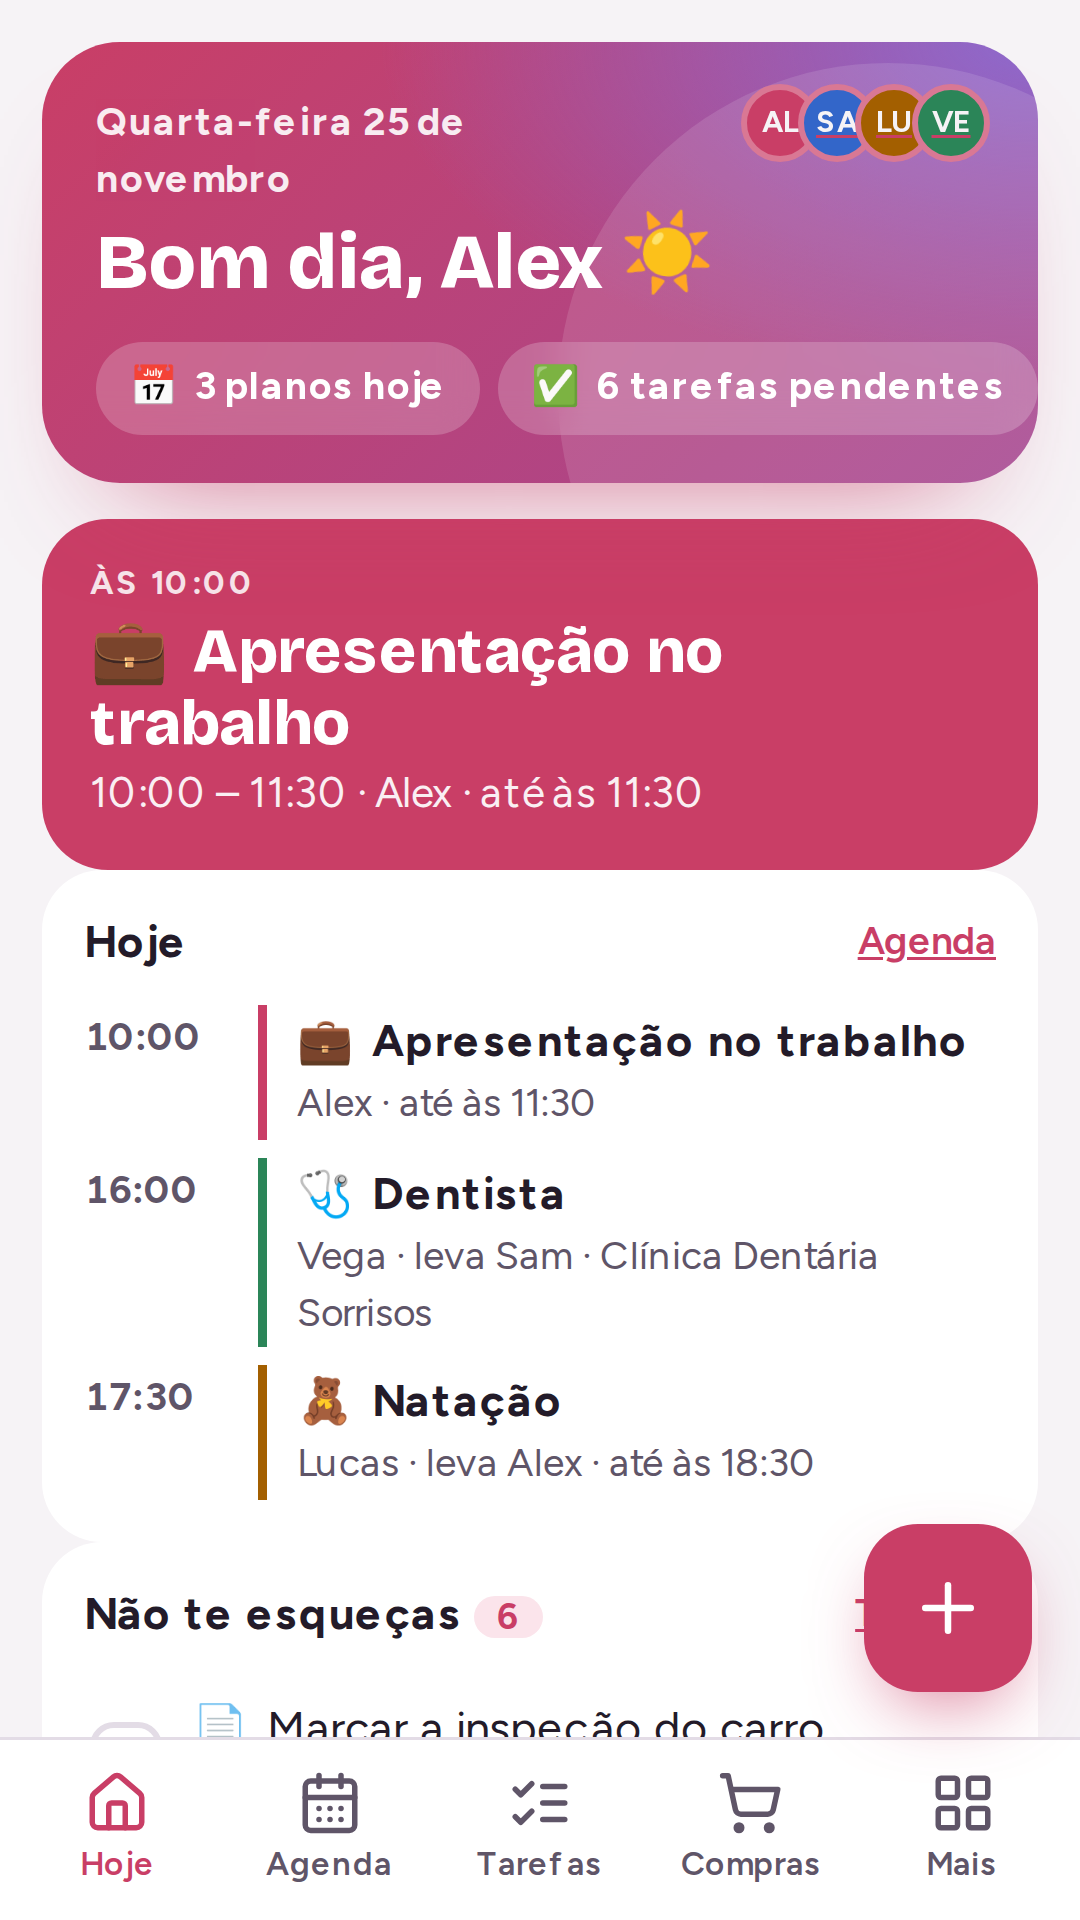 Quarta-feira 25 de
novembro
AL SA LU VE
Bom dia, Alex ☀️
📅 3 planos hoje
✅ 6 tarefas pendentes
ÀS 10:00
💼 Apresentação no
trabalho
10:00 – 11:30 · Alex · até às 11:30
Hoje
Agenda
10:00
💼 Apresentação no trabalho
Alex · até às 11:30
16:00
🩺 Dentista
Vega · leva Sam · Clínica Dentária
Sorrisos
17:30
🧸 Natação
Lucas · leva Alex · até às 18:30
Não te esqueças 6
📄 Marcar a inspeção do carro
Hoje
Agenda
Tarefas
Compras
Mais